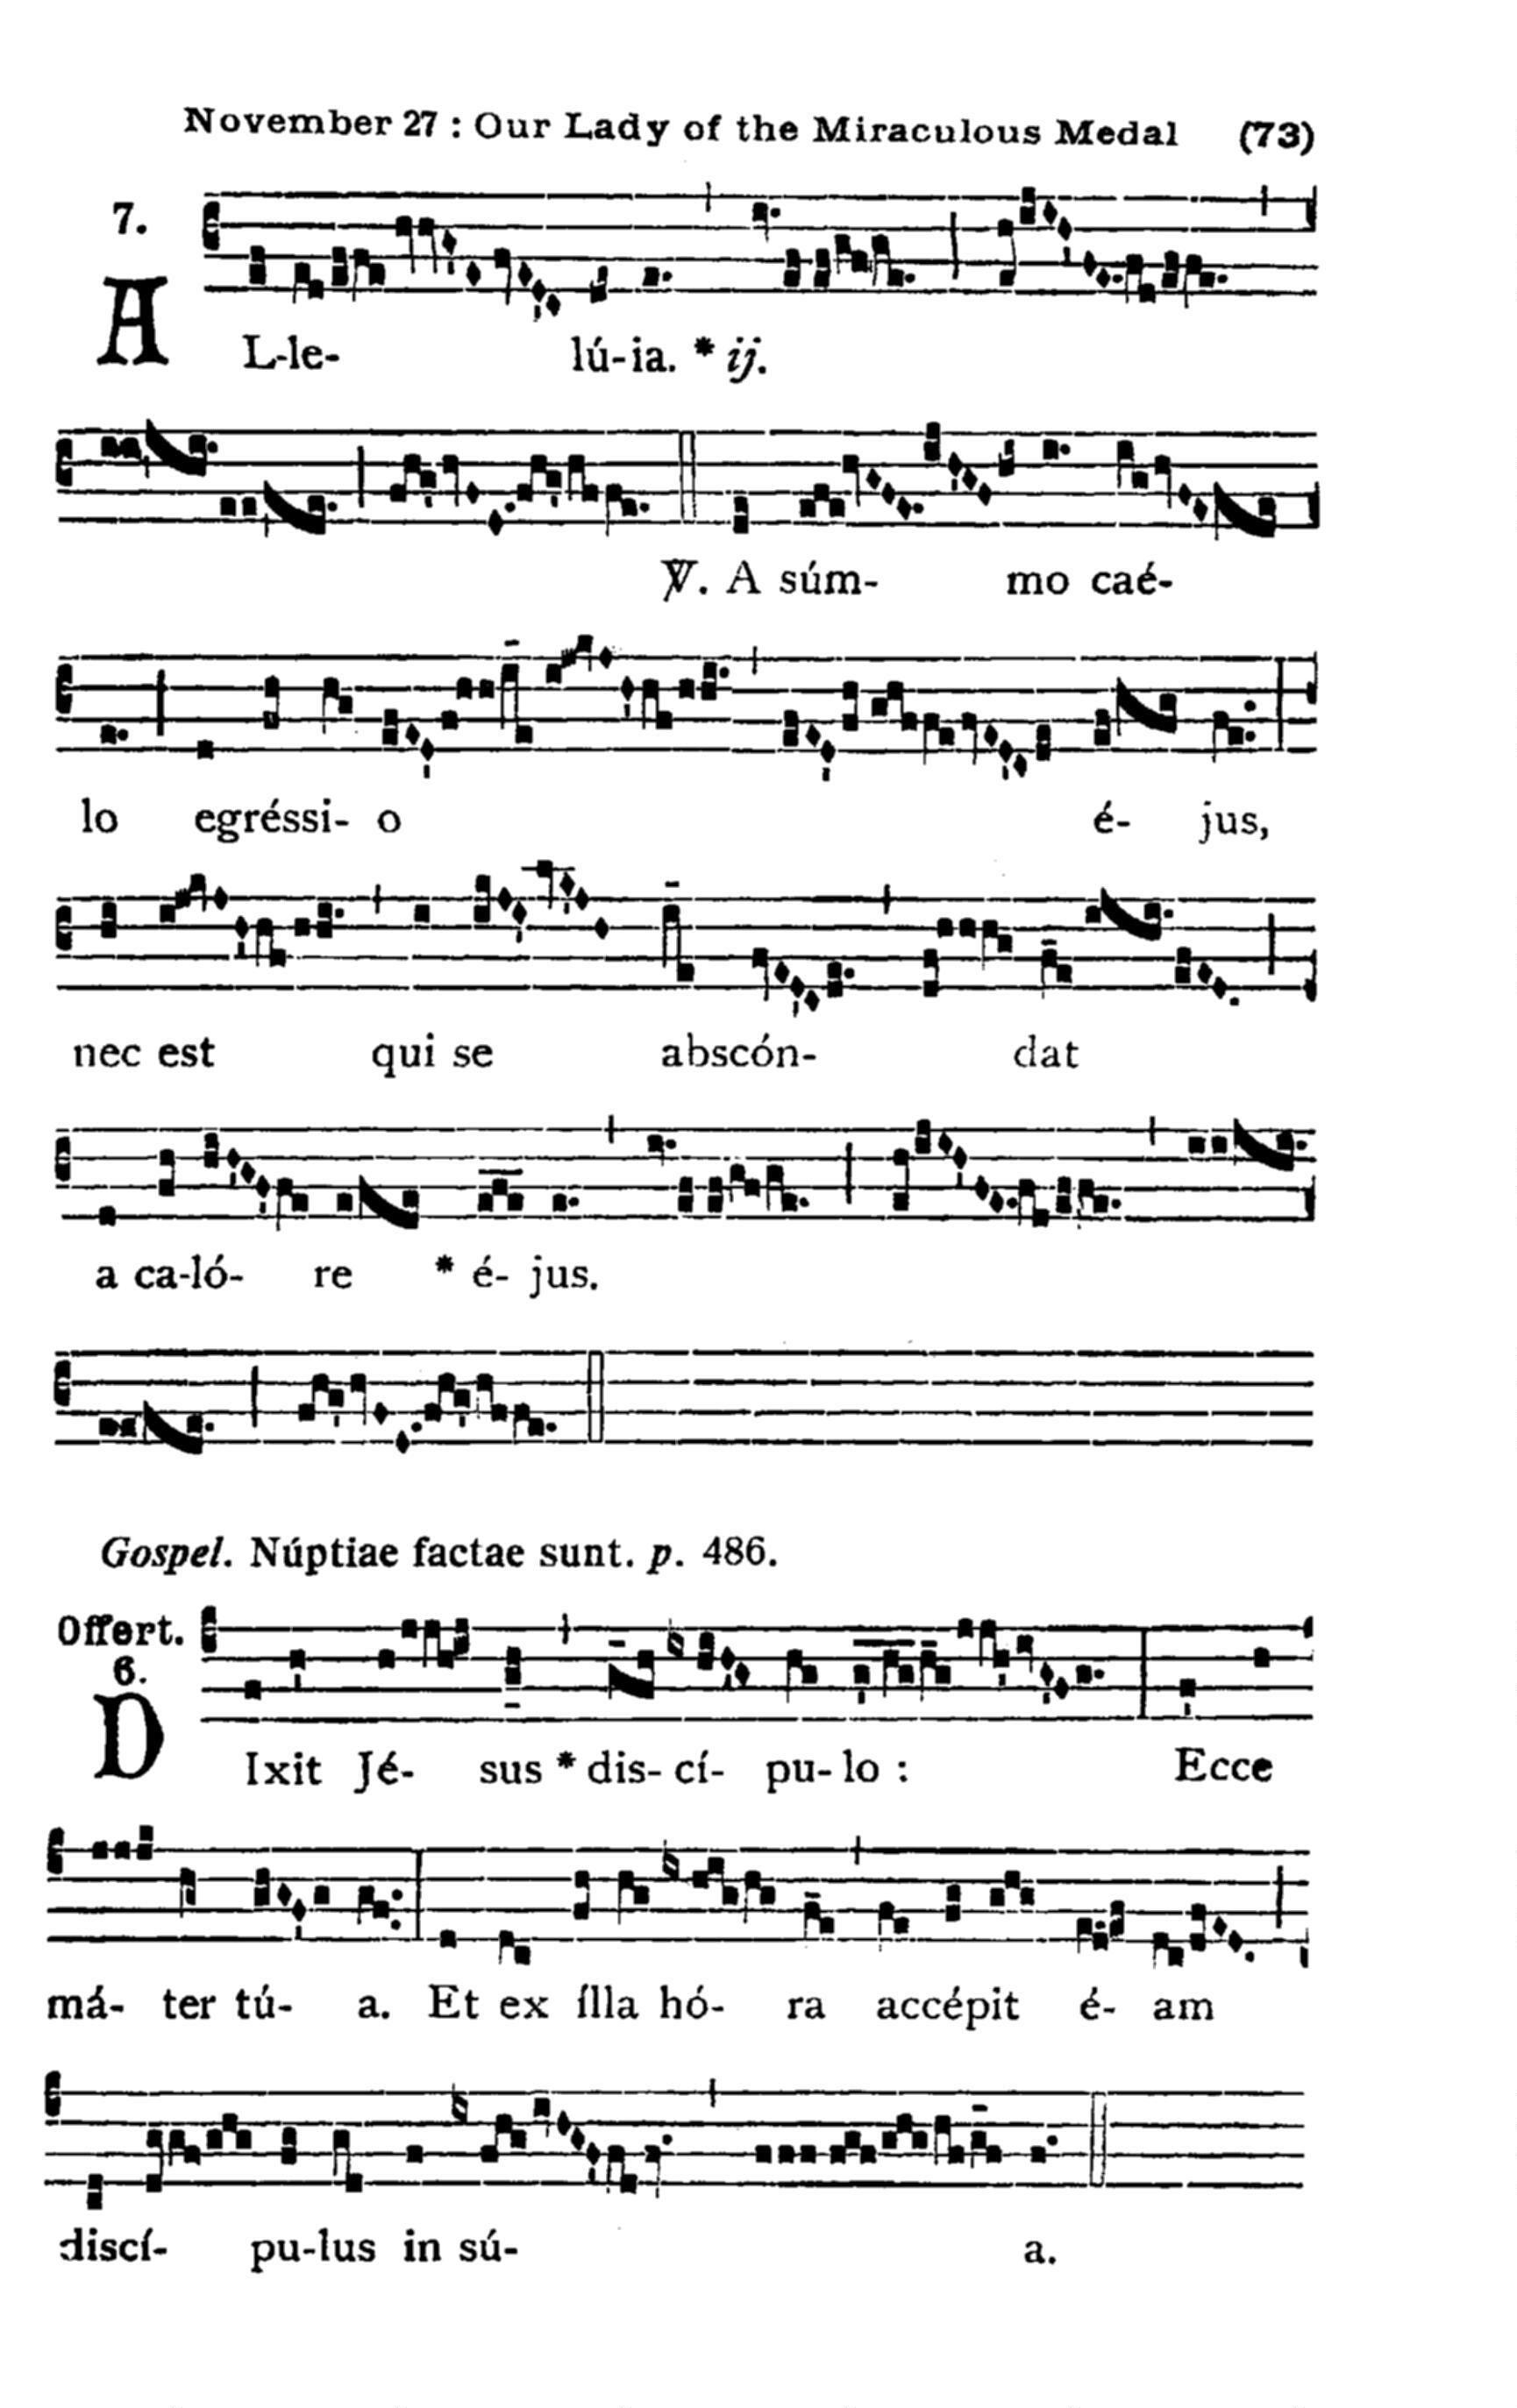 November 27 : Our Lady of the Miraculous Medal (73)
7.
AL-le- lú-ia. * ij.
℣. A súm- mo caé-
lo egréssi- o é- jus,
nec est qui se abscón- dat
a ca-ló- re * é- jus.
Gospel. Núptiae factae sunt. p. 486.
Offert.
6.
DIxit Jé- sus * dis- cí- pu- lo : Ecce
má- ter tú- a. Et ex ílla hó- ra accépit é- am
discí- pu-lus in sú- a.